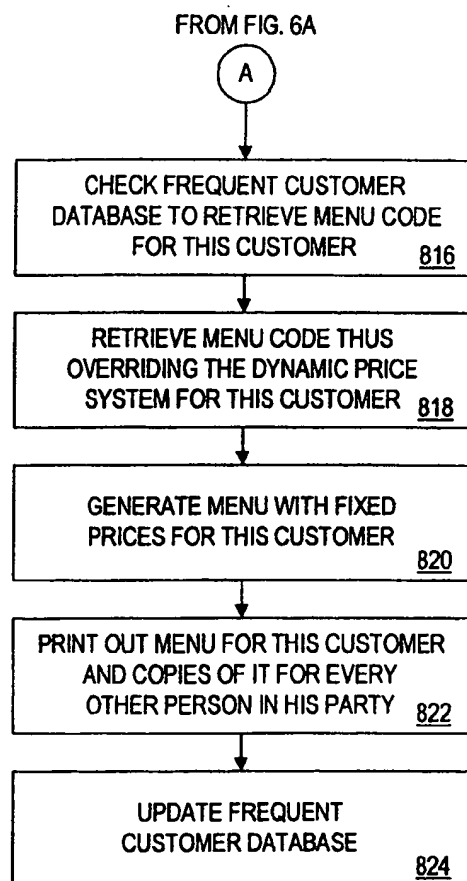 FROM FIG. 6A
A
CHECK FREQUENT CUSTOMER
DATABASE TO RETRIEVE MENU CODE
FOR THIS CUSTOMER
816
RETRIEVE MENU CODE THUS
OVERRIDING THE DYNAMIC PRICE
SYSTEM FOR THIS CUSTOMER
818
GENERATE MENU WITH FIXED
PRICES FOR THIS CUSTOMER
820
PRINT OUT MENU FOR THIS CUSTOMER
AND COPIES OF IT FOR EVERY
OTHER PERSON IN HIS PARTY
822
UPDATE FREQUENT
CUSTOMER DATABASE
824